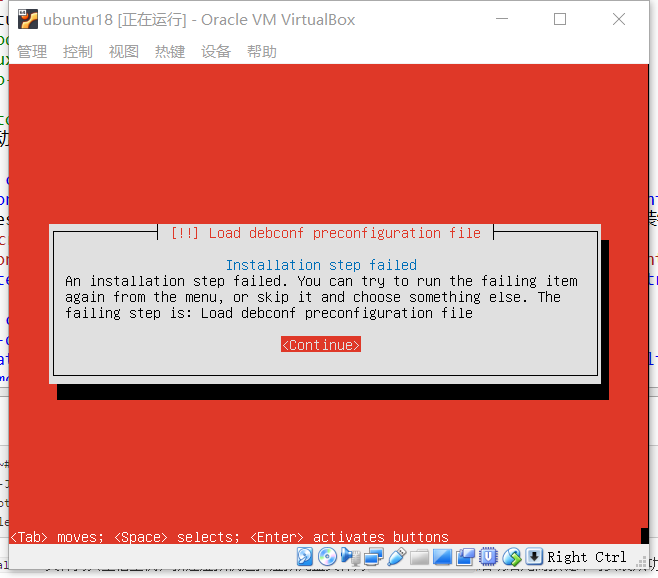 ubuntu18 [正在运行] - Oracle VM VirtualBox
管理 控制 视图 热键 设备 帮助
[!!] Load debconf preconfiguration file
Installation step failed
An installation step failed. You can try to run the failing item
again from the menu, or skip it and choose something else. The
failing step is: Load debconf preconfiguration file
<Continue>
<Tab> moves; <Space> selects; <Enter> activates buttons
Right Ctrl